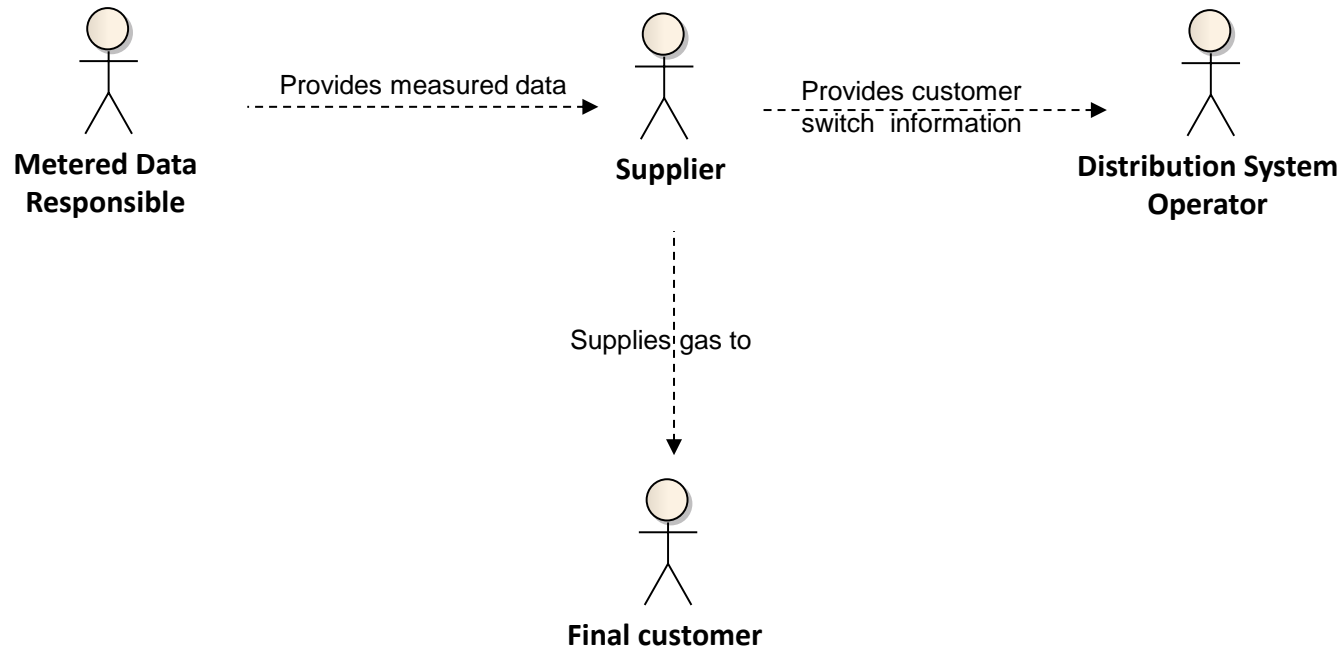 Provides measured data
Provides customer
switch information
Metered Data
Responsible
Supplier
Distribution System
Operator
Supplies gas to
Final customer